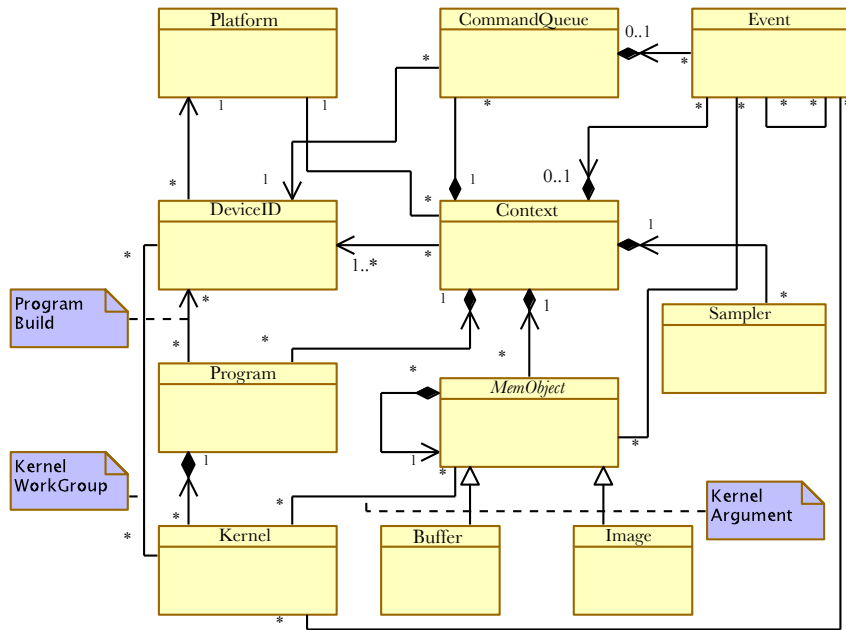 Platform
CommandQueue
Event
0..1
*
*
1
1
*
*
*
*
*
*
*
1
1
0..1
*
DeviceID
Context
1
*
1..*
*
Program
Build
*
1
1
*
Sampler
*
*
*
Program
*
MemObject
Kernel
WorkGroup
1
1
*
*
*
*
Kernel
Argument
*
Kernel
Buffer
Image
*